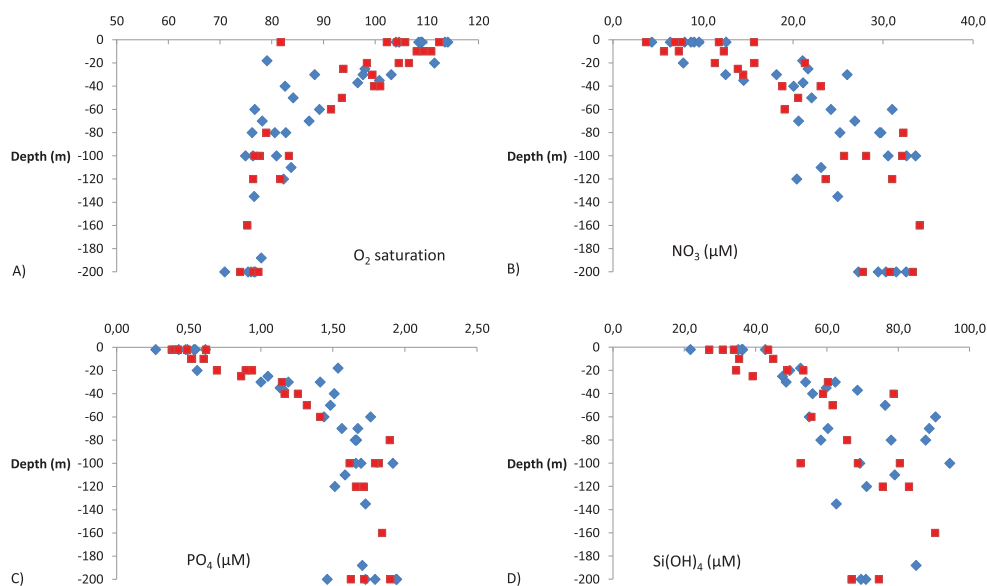 50 60 70 80 90 100 110 120
0
-20
-40
-60
-80
Depth (m) -100
-120
-140
-160
-180
-200
O2 saturation
A)
0,0 10,0 20,0 30,0 40,0
0
-20
-40
-60
-80
Depth (m) -100
-120
-140
-160
-180
-200
NO3 (µM)
B)
0,00 0,50 1,00 1,50 2,00 2,50
0
-20
-40
-60
-80
Depth (m) -100
-120
-140
-160
-180
-200
PO4 (µM)
C)
0,0 20,0 40,0 60,0 80,0 100,0
0
-20
-40
-60
-80
Depth (m) -100
-120
-140
-160
-180
-200
Si(OH)4 (µM)
D)